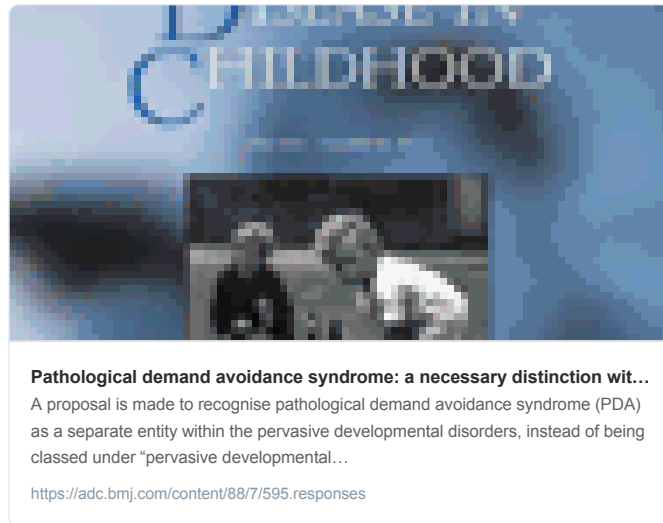 DISEASE IN
CHILDHOOD
Pathological demand avoidance syndrome: a necessary distinction wit…
A proposal is made to recognise pathological demand avoidance syndrome (PDA)
as a separate entity within the pervasive developmental disorders, instead of being
classed under “pervasive developmental…
https://adc.bmj.com/content/88/7/595.responses